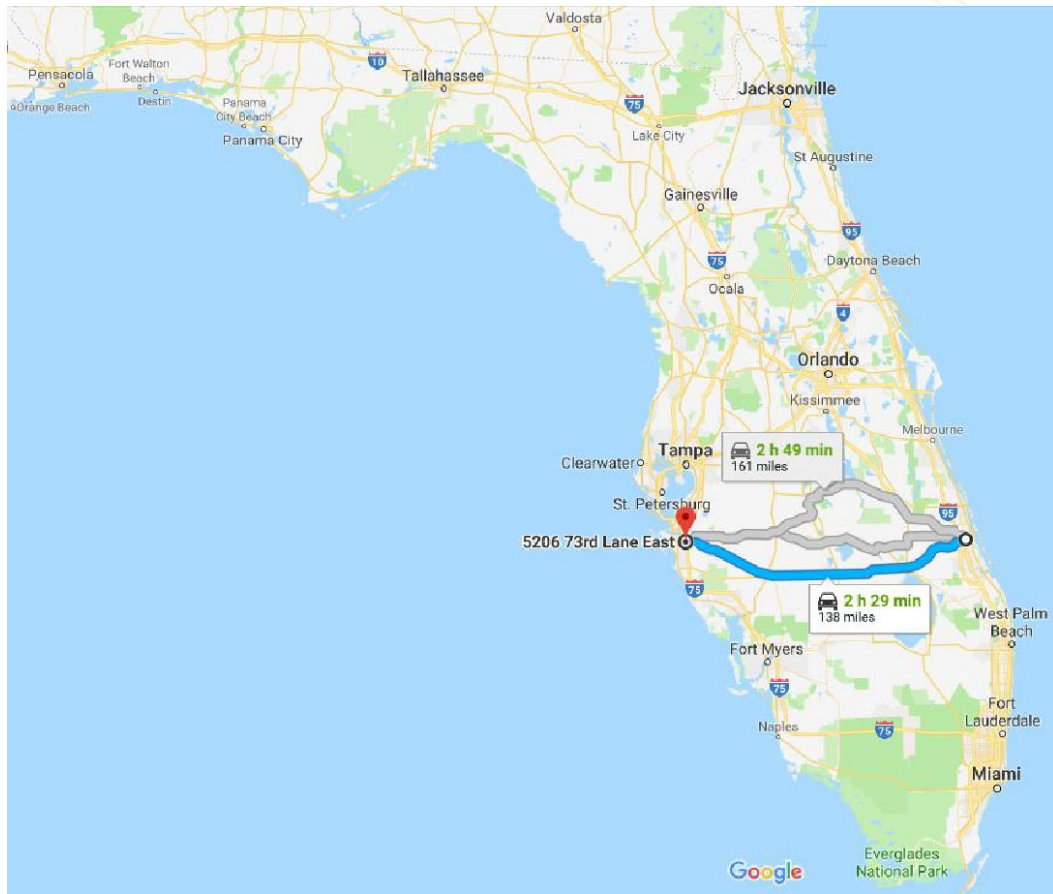 Valdosta
10
Pensacola
Fort Walton
Beach
Tallahassee
75
Jacksonville
Orange Beach
Destin
Panama
City Beach
Lake City
Panama City
St Augustine
Gainesville
95
75
Daytona Beach
Ocala
4
Orlando
Kissimmee
Melbourne
2 h 49 min
161 miles
Tampa
Clearwater
St. Petersburg
95
5206 73rd Lane East
75
2 h 29 min
138 miles
West Palm
Beach
Fort Myers
75
Fort
Lauderdale
Naples
75
Miami
Everglades
National Park
Google